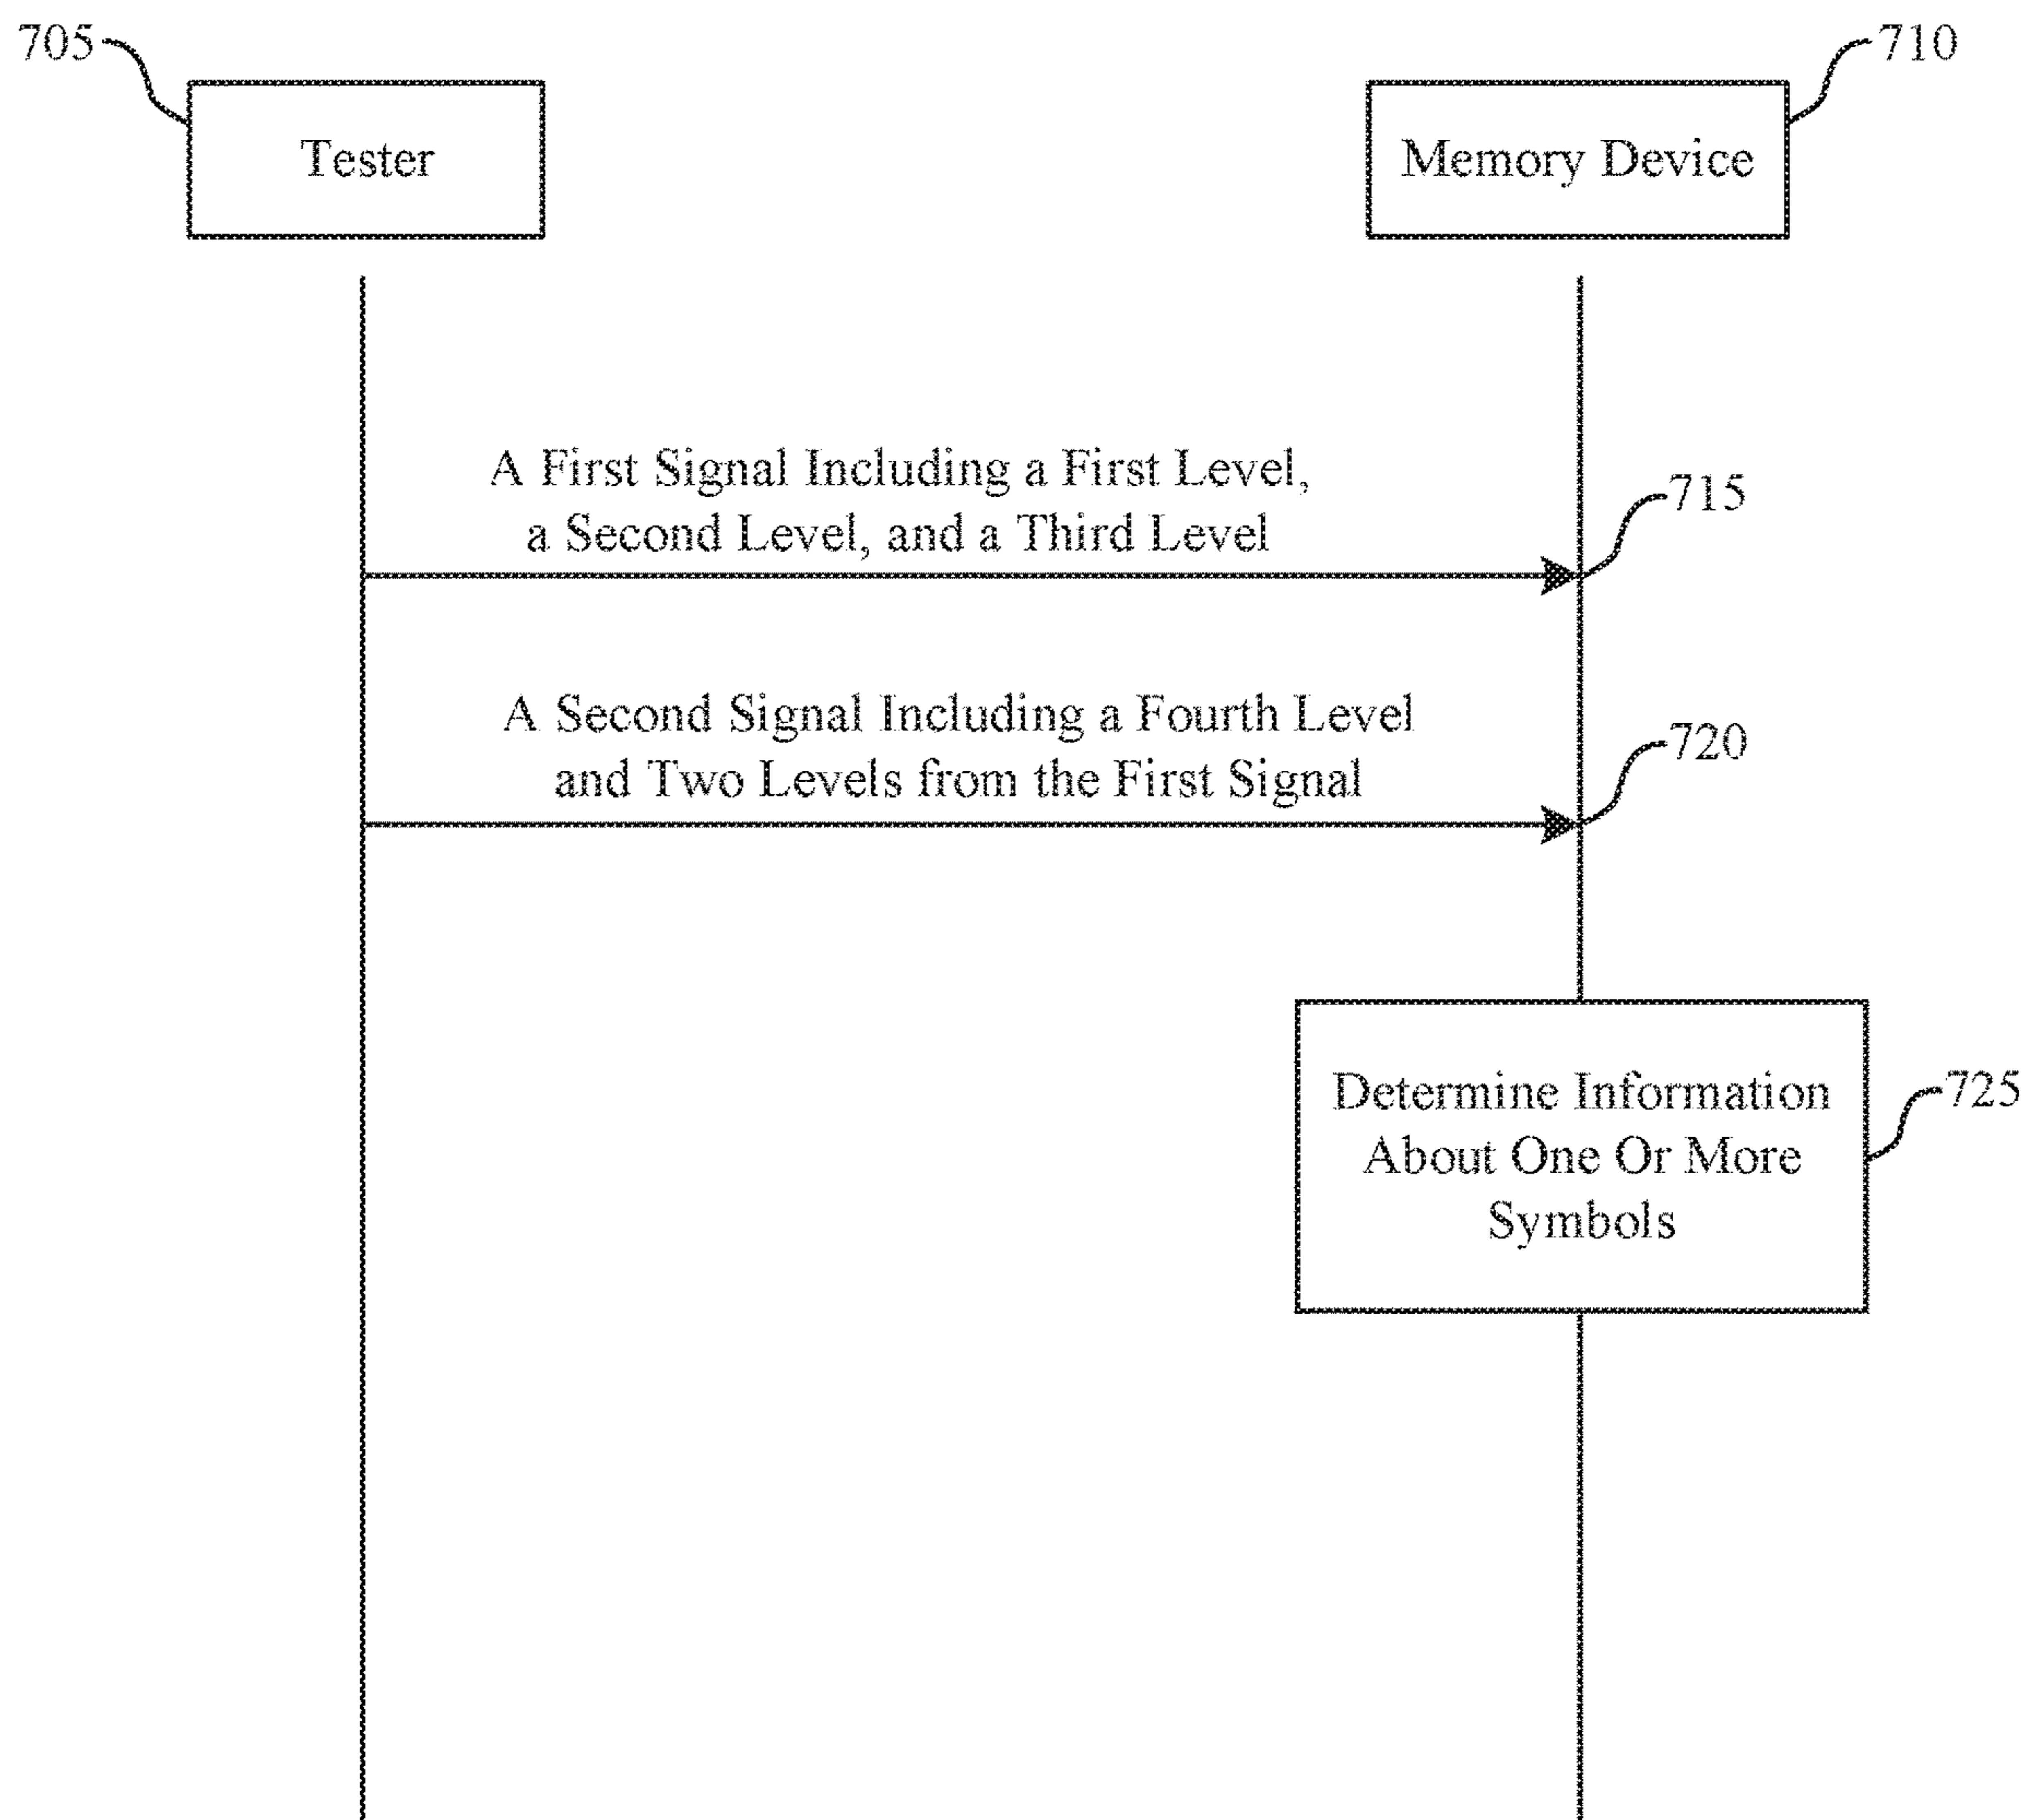 705
710
Tester
Memory Device
A First Signal Including a First Level,
a Second Level, and a Third Level
715
A Second Signal Including a Fourth Level
and Two Levels from the First Signal
720
Determine Information
About One Or More
Symbols
725